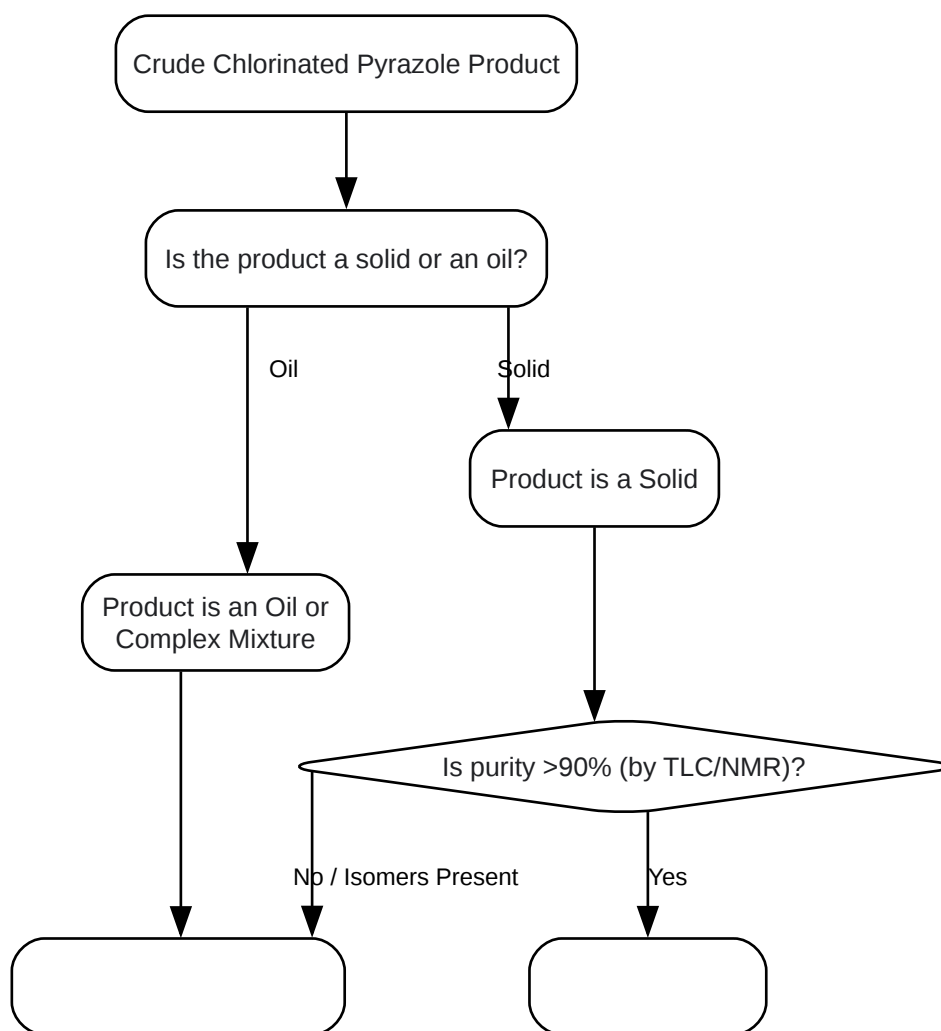 Crude Chlorinated Pyrazole Product
Is the product a solid or an oil?
Oil
Solid
Product is a Solid
Product is an Oil or
Complex Mixture
Is purity >90% (by TLC/NMR)?
No / Isomers Present
Yes